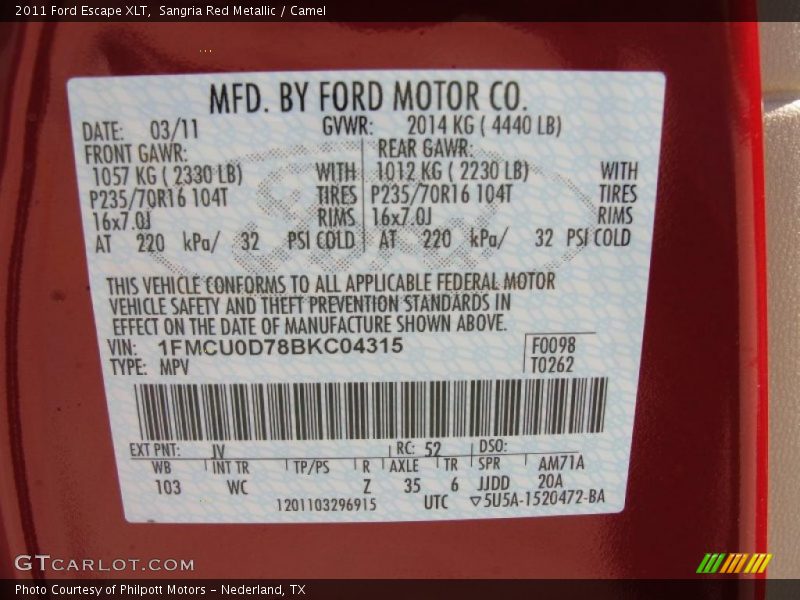 2011 Ford Escape XLT, Sangria Red Metallic / Camel
MFD. BY FORD MOTOR CO.
DATE: 03/11 GVWR: 2014 KG ( 4440 LB)
FRONT GAWR: REAR GAWR:
1057 KG ( 2330 LB) WITH 1012 KG ( 2230 LB) WITH
P235/70R16 104T TIRES P235/70R16 104T TIRES
16x7.0J RIMS 16x7.0J RIMS
AT 220 kPa/ 32 PSI COLD AT 220 kPa/ 32 PSI COLD
THIS VEHICLE CONFORMS TO ALL APPLICABLE FEDERAL MOTOR
VEHICLE SAFETY AND THEFT PREVENTION STANDARDS IN
EFFECT ON THE DATE OF MANUFACTURE SHOWN ABOVE.
VIN: 1FMCU0D78BKC04315 F0098
TYPE: MPV T0262
EXT PNT: JV RC: 52 DSO:
WB INT TR TP/PS R AXLE TR SPR AM71A
103 WC Z 35 6 JJDD 20A
1201103296915 UTC ▽5U5A-1520472-BA
GTCARLOT.COM
Photo Courtesy of Philpott Motors - Nederland, TX